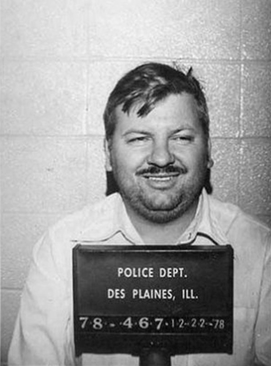 POLICE DEPT.
DES PLAINES, ILL.
78-467·12-22-78